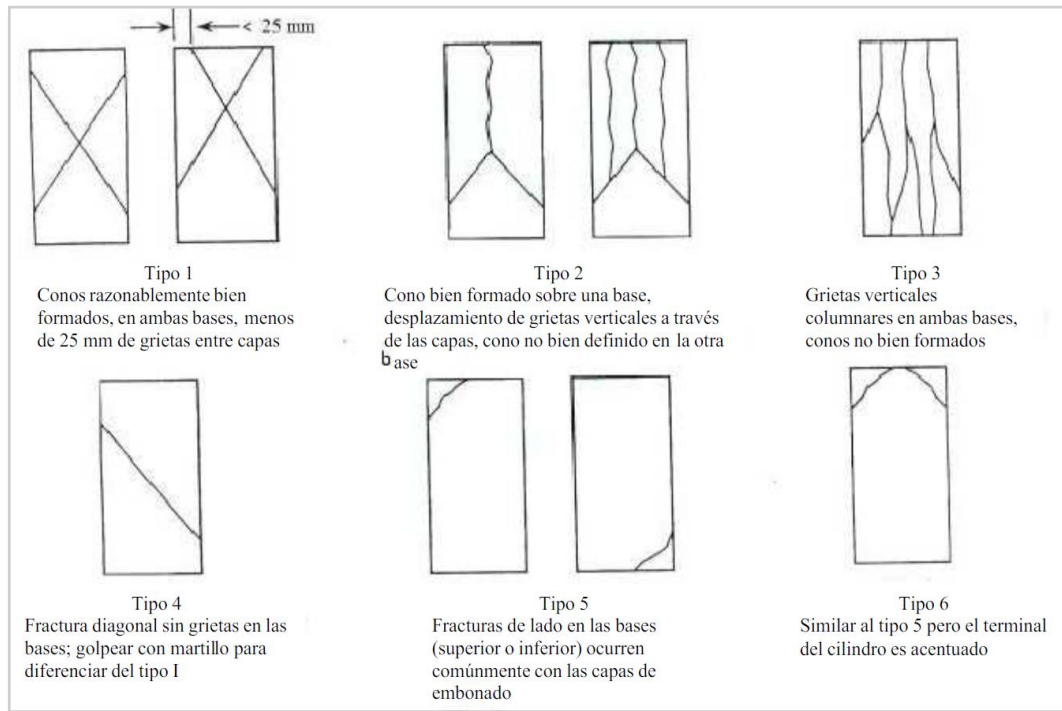 < 25 mm
Tipo 1
Conos razonablemente bien
formados, en ambas bases, menos
de 25 mm de grietas entre capas
Tipo 2
Cono bien formado sobre una base,
desplazamiento de grietas verticales a través
de las capas, cono no bien definido en la otra
base
Tipo 3
Grietas verticales
columnares en ambas bases,
conos no bien formados
Tipo 4
Fractura diagonal sin grietas en las
bases; golpear con martillo para
diferenciar del tipo I
Tipo 5
Fracturas de lado en las bases
(superior o inferior) ocurren
comúnmente con las capas de
embonado
Tipo 6
Similar al tipo 5 pero el terminal
del cilindro es acentuado